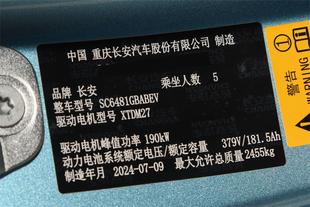 中国 重庆长安汽车股份有限公司 制造
品牌 长安 乘坐人数 5
整车型号 SC6481GBABEV
驱动电机型号 XTDM27
驱动电机峰值功率 190kW
动力电池系统额定电压/额定容量 379V/181.5Ah
制造年月 2024-07-09 最大允许总质量 2455kg
警告